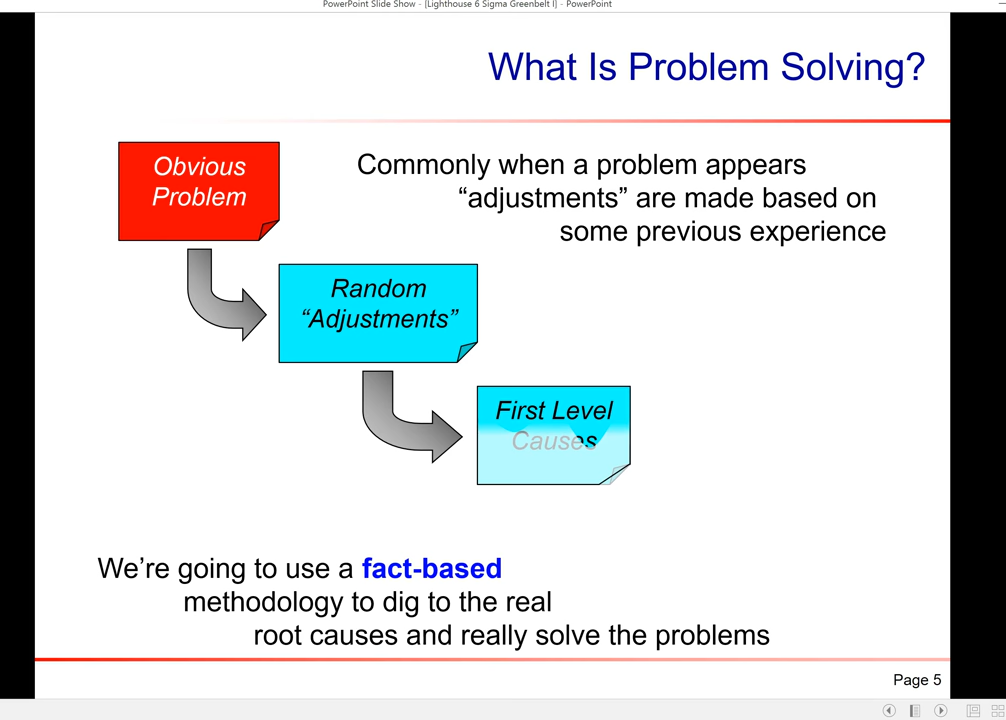 PowerPoint Slide Show - [Lighthouse 6 Sigma Greenbelt I] - PowerPoint
What Is Problem Solving?
Obvious
Problem
Commonly when a problem appears
“adjustments” are made based on
some previous experience
Random
“Adjustments”
First Level
Causes
We’re going to use a fact-based
methodology to dig to the real
root causes and really solve the problems
Page 5